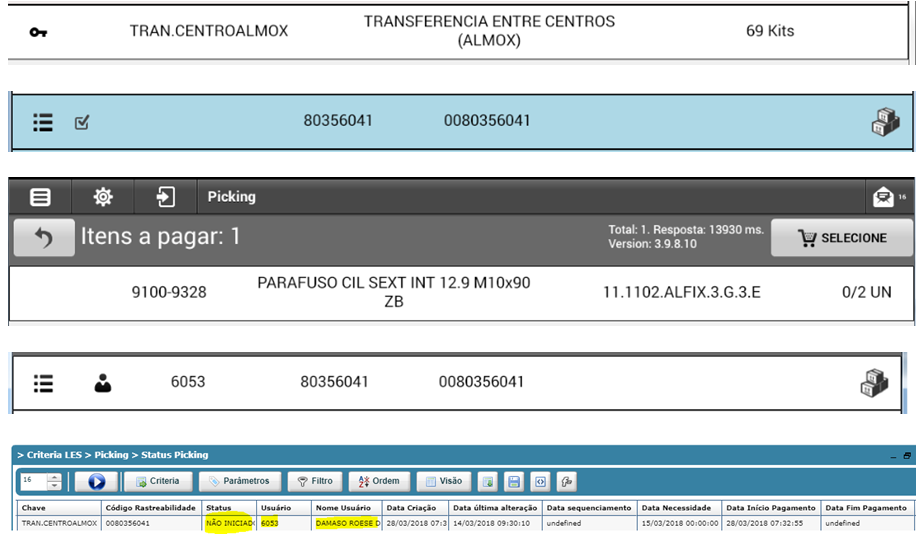 TRAN.CENTROALMOX TRANSFERENCIA ENTRE CENTROS (ALMOX) 69 Kits
80356041 0080356041
Picking 16
Itens a pagar: 1 Total: 1. Resposta: 13930 ms. Version: 3.9.8.10 SELECIONE
9100-9328 PARAFUSO CIL SEXT INT 12.9 M10x90 ZB 11.1102.ALFIX.3.G.3.E 0/2 UN
6053 80356041 0080356041
> Criteria LES > Picking > Status Picking
16 Criteria Parâmetros Filtro Ordem Visão
Chave Código Rastreabilidade Status Usuário Nome Usuário Data Criação Data última alteração Data sequenciamento Data Necessidade Data Início Pagamento Data Fim Pagamento
TRAN.CENTROALMOX 0080356041 NÃO INICIAD 6053 DAMASO ROESE D 28/03/2018 07:3 14/03/2018 09:30:10 undefined 15/03/2018 00:00:00 28/03/2018 07:32:55 undefined